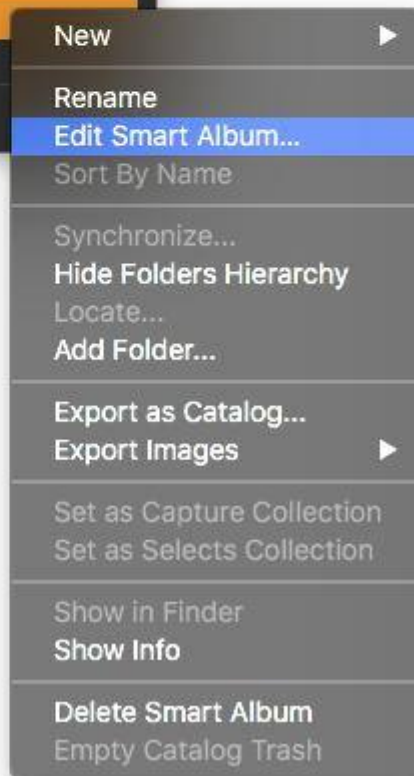 New
Rename
Edit Smart Album...
Sort By Name
Synchronize...
Hide Folders Hierarchy
Locate...
Add Folder...
Export as Catalog...
Export Images
Set as Capture Collection
Set as Selects Collection
Show in Finder
Show Info
Delete Smart Album
Empty Catalog Trash